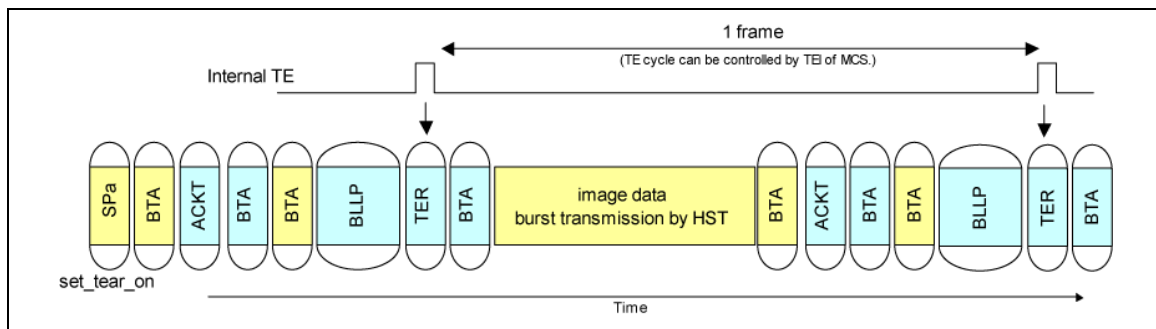 1 frame
(TE cycle can be controlled by TEI of MCS.)
Internal TE
SPa
BTA
ACKT
BTA
BTA
BLLP
TER
BTA
image data
burst transmission by HST
BTA
ACKT
BTA
BTA
BLLP
TER
BTA
set_tear_on
Time